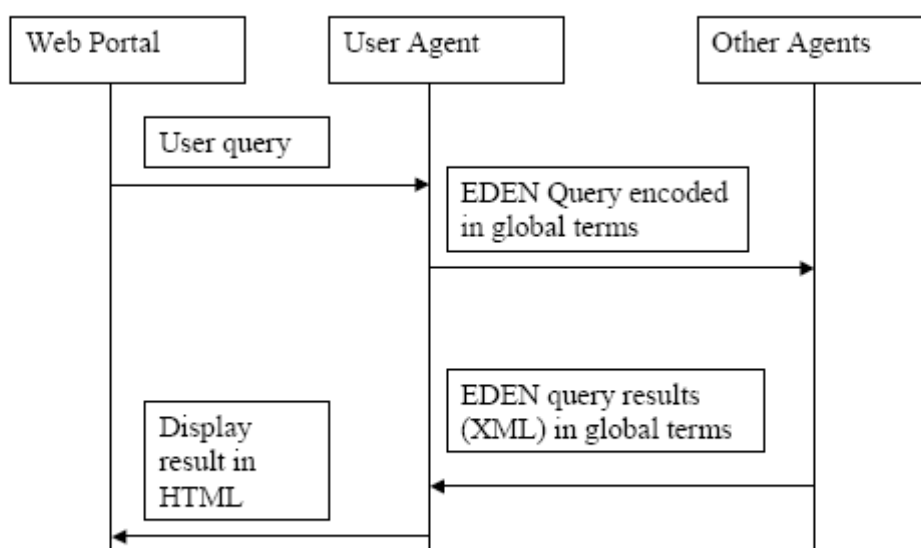 Web Portal
User Agent
Other Agents
User query
EDEN Query encoded
in global terms
EDEN query results
(XML) in global terms
Display
result in
HTML